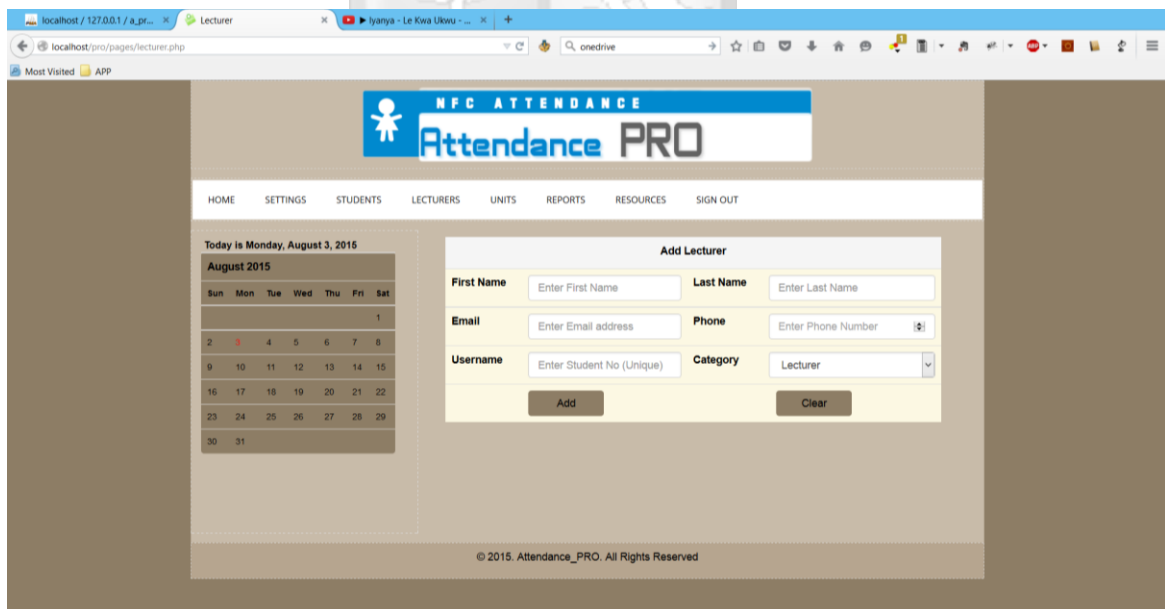 localhost / 127.0.0.1 / a_pr...
Lecturer
Iyanya - Le Kwa Ukwu - ...
localhost/pro/pages/lecturer.php
onedrive
1
Most Visited
APP
NFC ATTENDANCE
Attendance PRO
HOME SETTINGS STUDENTS LECTURERS UNITS REPORTS RESOURCES SIGN OUT
Today is Monday, August 3, 2015
August 2015
Sun Mon Tue Wed Thu Fri Sat
1
2 3 4 5 6 7 8
9 10 11 12 13 14 15
16 17 18 19 20 21 22
23 24 25 26 27 28 29
30 31
Add Lecturer
First Name Enter First Name Last Name Enter Last Name
Email Enter Email address Phone Enter Phone Number
Username Enter Student No (Unique) Category Lecturer
Add Clear
© 2015. Attendance_PRO. All Rights Reserved